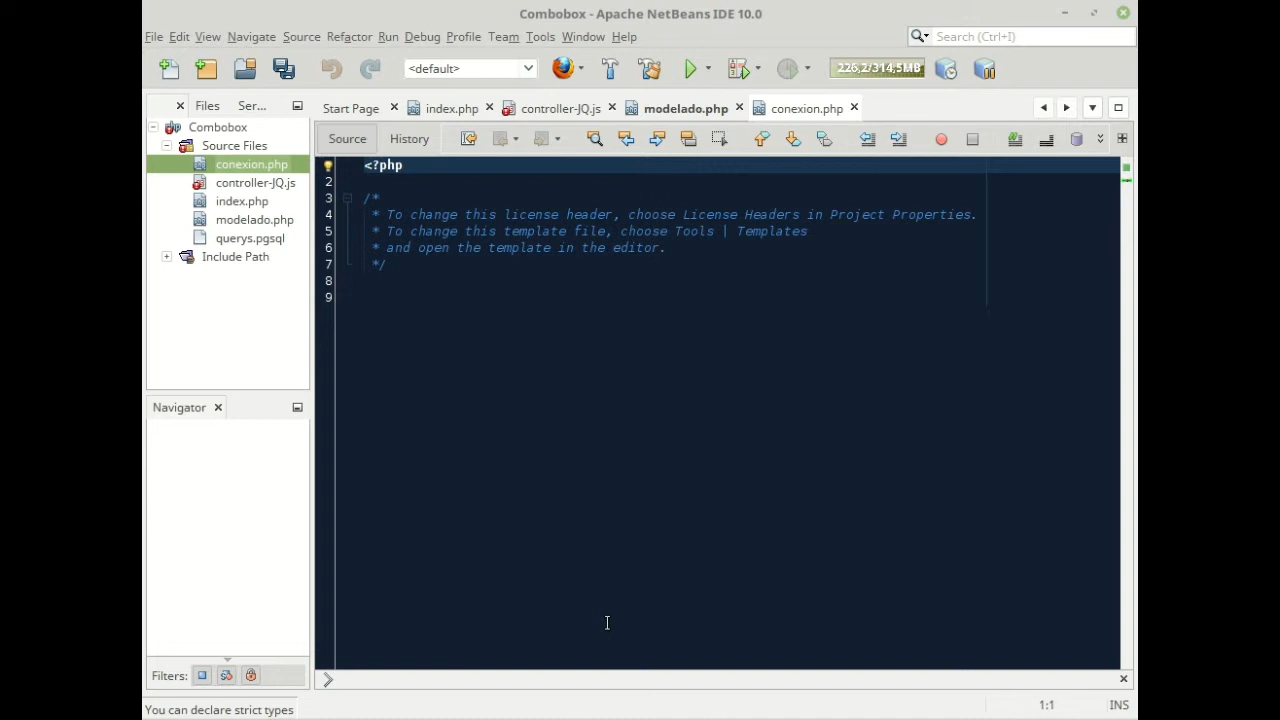 Combobox - Apache NetBeans IDE 10.0
File Edit View Navigate Source Refactor Run Debug Profile Team Tools Window Help
Search (Ctrl+I)
<default>
226,2/314,5MB
Files Ser...
Start Page index.php controller-JQ.js modelado.php conexion.php
Combobox
Source Files
conexion.php
controller-JQ.js
index.php
modelado.php
querys.pgsql
Include Path
Source History
<?php
2
3 /*
4 * To change this license header, choose License Headers in Project Properties.
5 * To change this template file, choose Tools | Templates
6 * and open the template in the editor.
7 */
8
9
Navigator
Filters:
You can declare strict types
1:1 INS